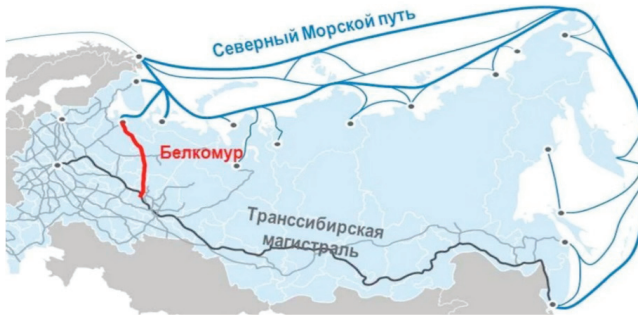 Северный Морской путь
Белкомур
Транссибирская
магистраль